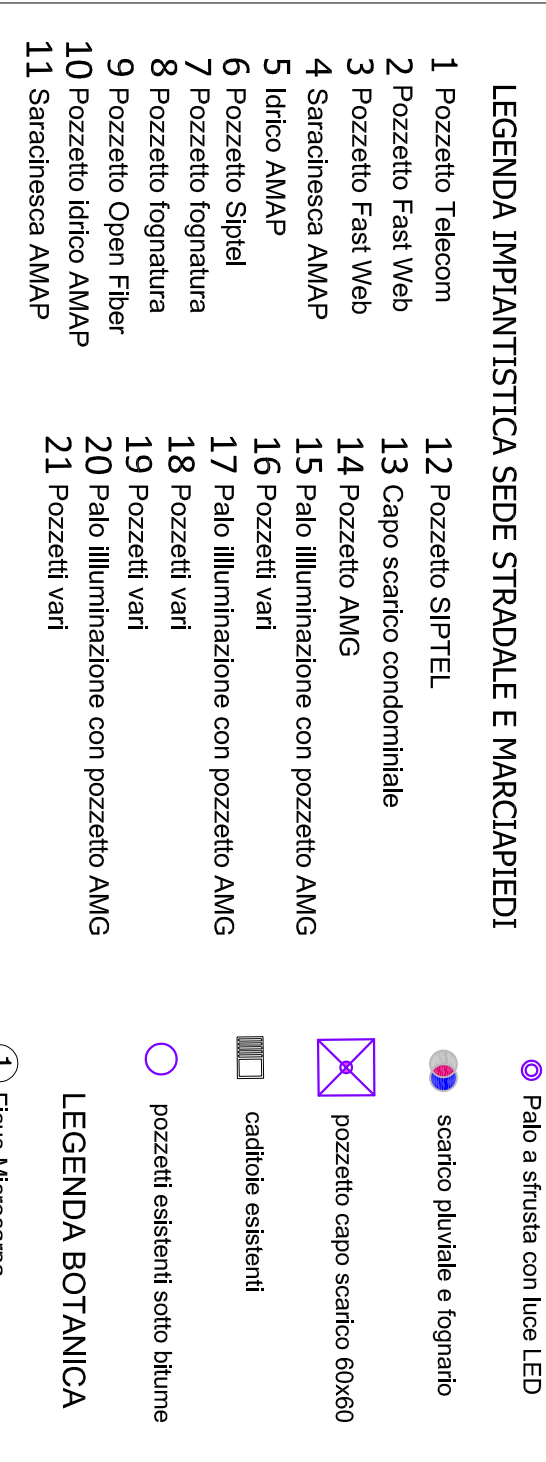 LEGENDA IMPIANTISTICA SEDE STRADALE E MARCIAPIEDI
1 Pozzetto Telecom
2 Pozzetto Fast Web
3 Pozzetto Fast Web
4 Saracinesca AMAP
5 Idrico AMAP
6 Pozzetto Siptel
7 Pozzetto fognatura
8 Pozzetto fognatura
9 Pozzetto Open Fiber
10 Pozzetto idrico AMAP
11 Saracinesca AMAP
12 Pozzetto SIPTEL
13 Capo scarico condominiale
14 Pozzetto AMG
15 Palo illluminazione con pozzetto AMG
16 Pozzetti vari
17 Palo illluminazione con pozzetto AMG
18 Pozzetti vari
19 Pozzetti vari
20 Palo illluminazione con pozzetto AMG
21 Pozzetti vari
Palo a sfrusta con luce LED
scarico pluviale e fognario
pozzetto capo scarico 60x60
caditoie esistenti
pozzetti esistenti sotto bitume
LEGENDA BOTANICA
1 Ficus Microcarpa